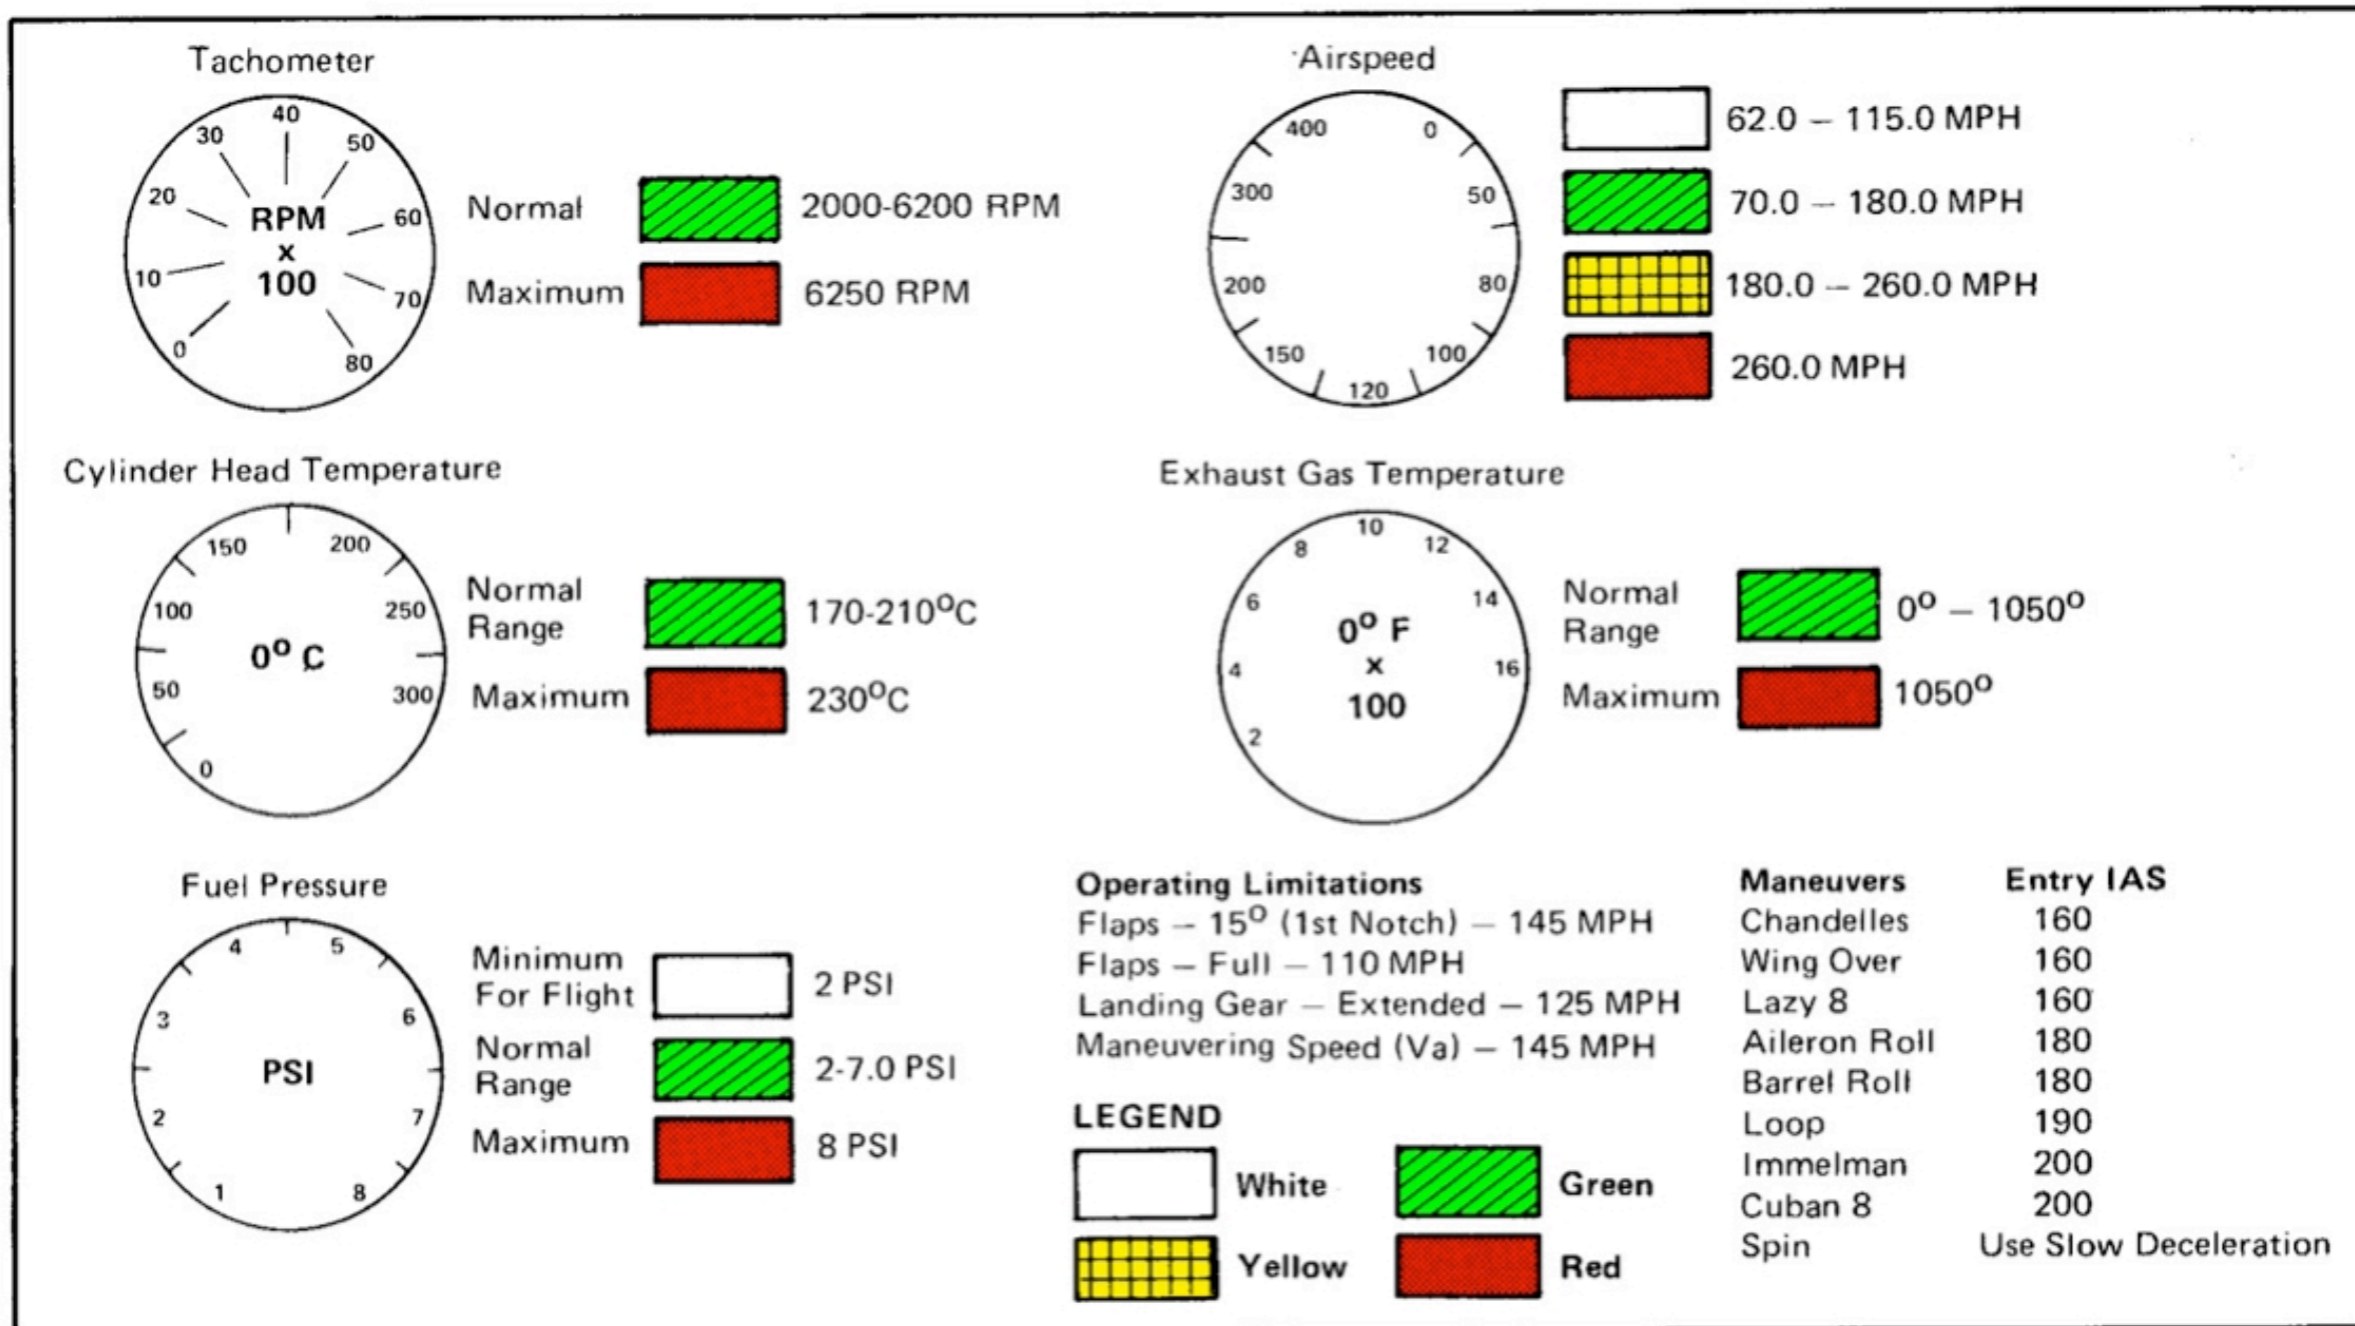 Tachometer
40
30
50
20
60
RPM
x
100
10
70
0
80
Normal
2000-6200 RPM
Maximum
6250 RPM
Airspeed
400
0
300
50
200
80
150
100
120
62.0 – 115.0 MPH
70.0 – 180.0 MPH
180.0 – 260.0 MPH
260.0 MPH
Cylinder Head Temperature
150
200
100
250
0º C
50
300
0
Normal
Range
170-210ºC
Maximum
230ºC
Exhaust Gas Temperature
10
8
12
6
14
0º F
x
100
4
16
2
Normal
Range
0º – 1050º
Maximum
1050º
Fuel Pressure
4
5
3
6
PSI
2
7
1
8
Minimum
For Flight
2 PSI
Normal
Range
2-7.0 PSI
Maximum
8 PSI
Operating Limitations
Flaps – 15º (1st Notch) – 145 MPH
Flaps – Full – 110 MPH
Landing Gear – Extended – 125 MPH
Maneuvering Speed (Va) – 145 MPH
LEGEND
White
Green
Yellow
Red
Maneuvers Entry IAS
Chandelles 160
Wing Over 160
Lazy 8 160
Aileron Roll 180
Barrel Roll 180
Loop 190
Immelman 200
Cuban 8 200
Spin Use Slow Deceleration